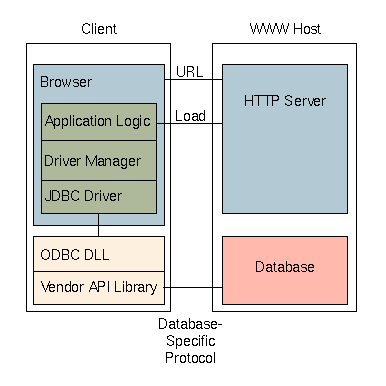 Client
WWW Host
Browser
URL
HTTP Server
Application Logic
Load
Driver Manager
JDBC Driver
ODBC DLL
Vendor API Library
Database
Database-
Specific
Protocol